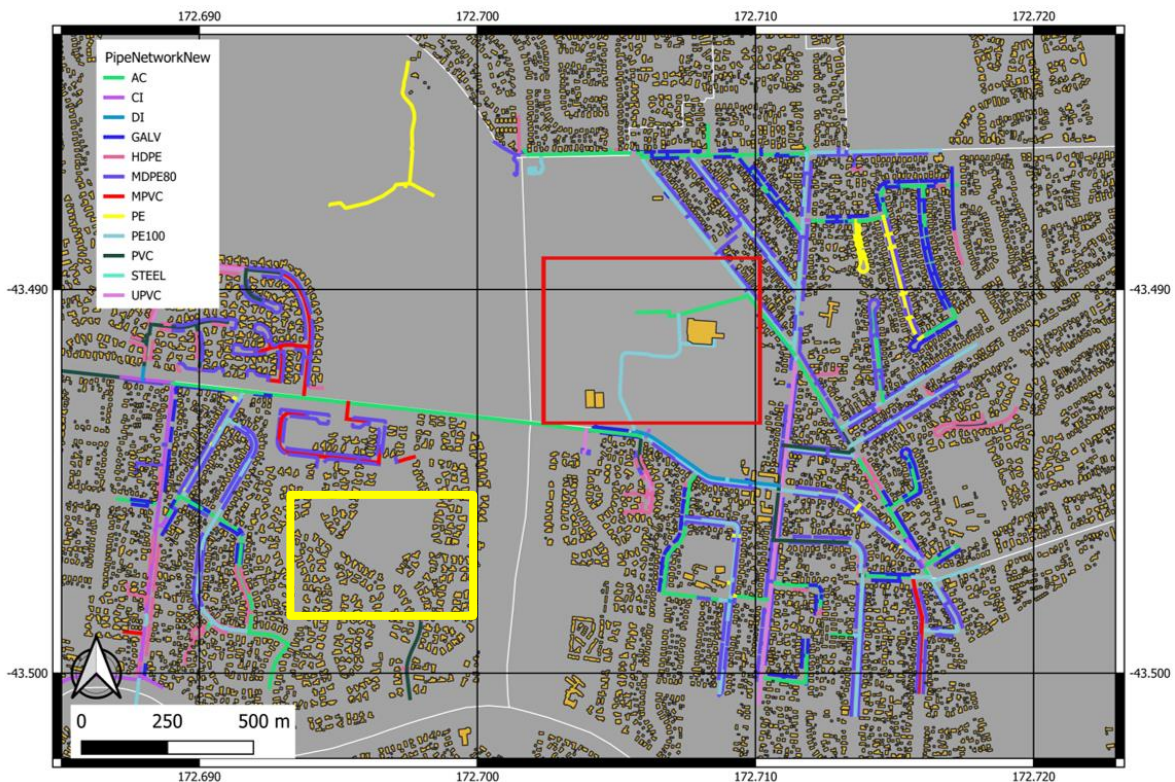 172.690 172.700 172.710 172.720
PipeNetworkNew
AC
CI
DI
GALV
HDPE
MDPE80
MPVC
PE
PE100
PVC
STEEL
UPVC
-43.490 -43.490
-43.500 -43.500
0 250 500 m
172.690 172.700 172.710 172.720